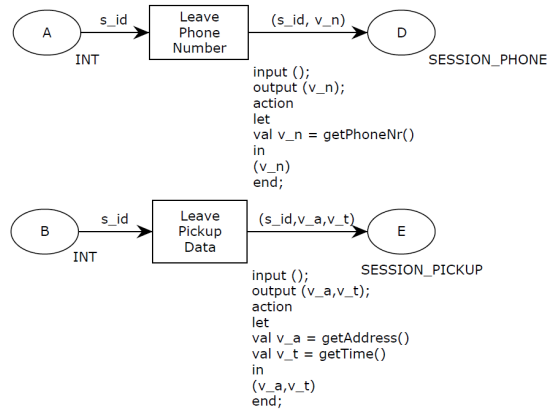 A
s_id
Leave
Phone
Number
(s_id, v_n)
D
INT
SESSION_PHONE
input ();
output (v_n);
action
let
val v_n = getPhoneNr()
in
(v_n)
end;
B
s_id
Leave
Pickup
Data
(s_id,v_a,v_t)
E
INT
SESSION_PICKUP
input ();
output (v_a,v_t);
action
let
val v_a = getAddress()
val v_t = getTime()
in
(v_a,v_t)
end;